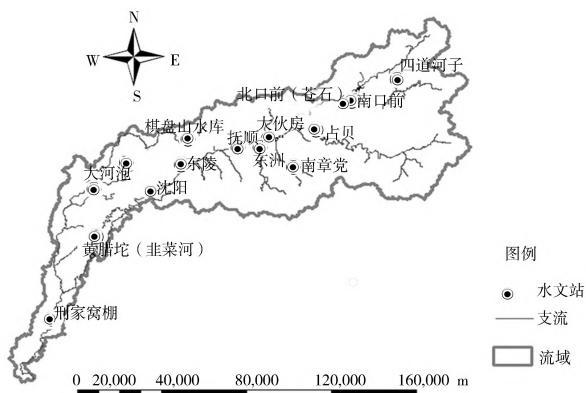 N
W E
S
四道河子
北口前（苍石） 南口前
棋盘山水库 大伙房 占贝
抚顺
东陵 东洲 南章党
大河泡
沈阳
黄腊坨（韭菜河）
图例
水文站
支流
流域
刑家窝棚
0 20,000 40,000 80,000 120,000 160,000 m